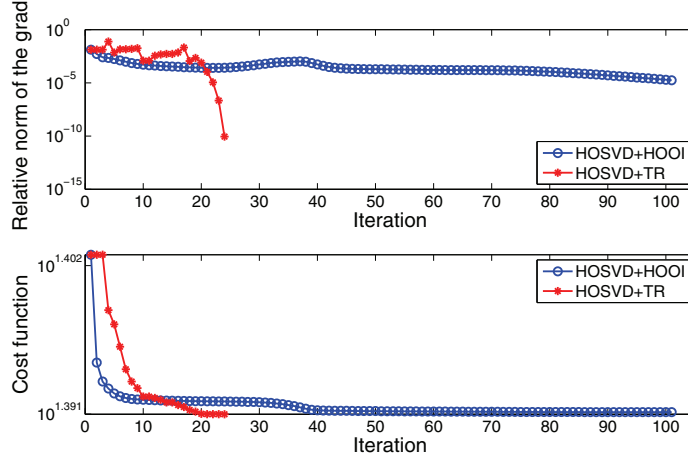 Relative norm of the grad
10^0
10^-5
10^-10
10^-15
HOSVD+HOOI
HOSVD+TR
0 10 20 30 40 50 60 70 80 90 100
Iteration
Cost function
10^1.402
10^1.391
HOSVD+HOOI
HOSVD+TR
0 10 20 30 40 50 60 70 80 90 100
Iteration